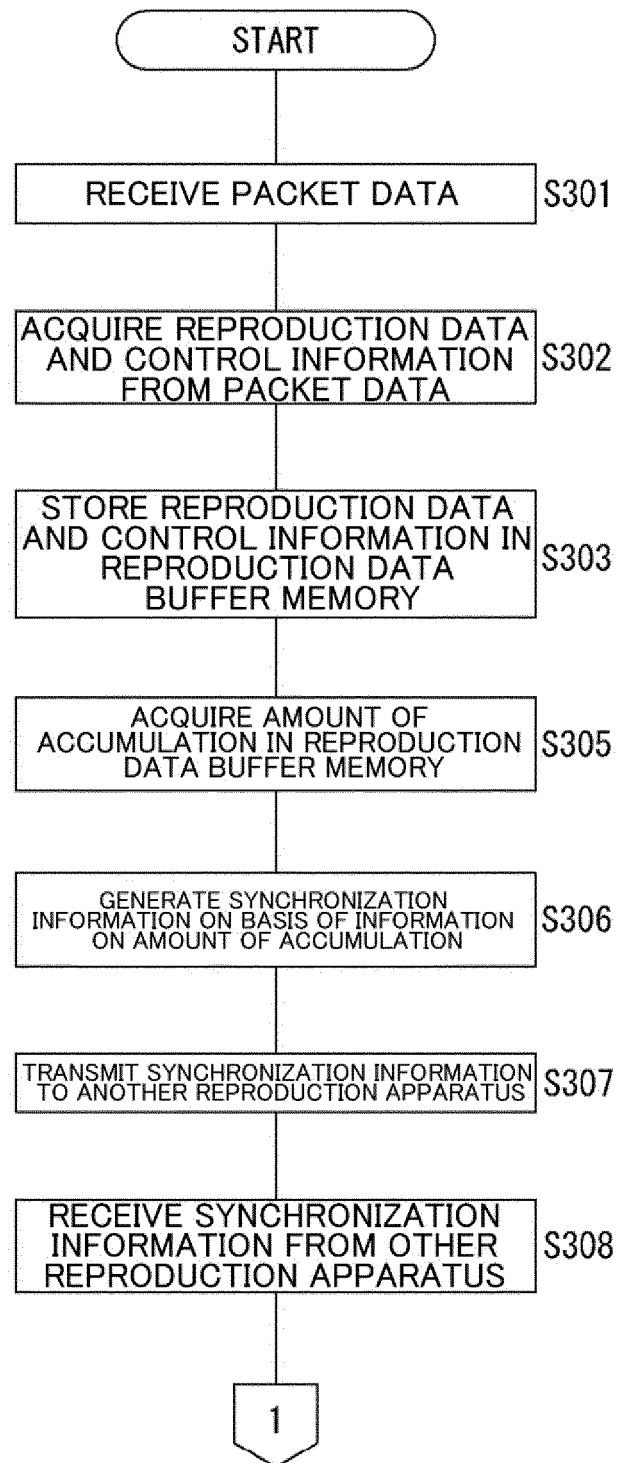 START
RECEIVE PACKET DATA S301
ACQUIRE REPRODUCTION DATA
AND CONTROL INFORMATION S302
FROM PACKET DATA
STORE REPRODUCTION DATA
AND CONTROL INFORMATION IN
REPRODUCTION DATA S303
BUFFER MEMORY
ACQUIRE AMOUNT OF
ACCUMULATION IN REPRODUCTION S305
DATA BUFFER MEMORY
GENERATE SYNCHRONIZATION
INFORMATION ON BASIS OF INFORMATION S306
ON AMOUNT OF ACCUMULATION
TRANSMIT SYNCHRONIZATION INFORMATION S307
TO ANOTHER REPRODUCTION APPARATUS
RECEIVE SYNCHRONIZATION
INFORMATION FROM OTHER S308
REPRODUCTION APPARATUS
1